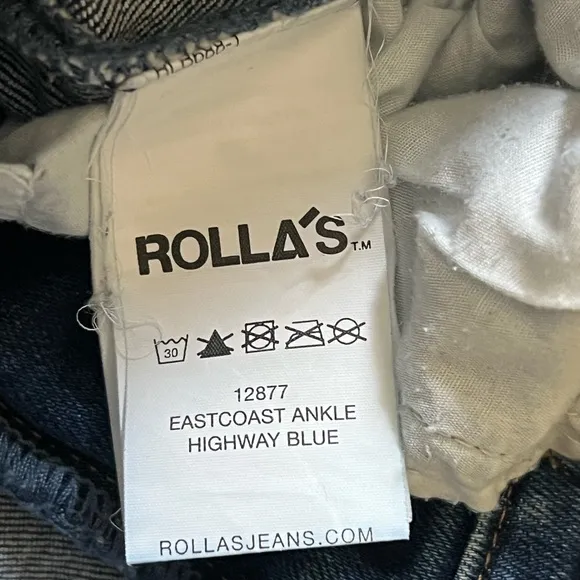 ROLLA'S TM
30
12877
EASTCOAST ANKLE
HIGHWAY BLUE
ROLLASJEANS.COM